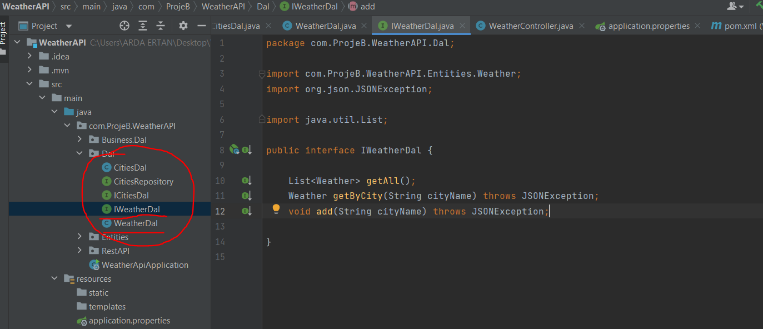 WeatherAPI › src › main › java › com › ProjeB › WeatherAPI › Dal › IWeatherDal › add
Project
CitiesDal.java
WeatherDal.java
IWeatherDal.java
WeatherController.java
application.properties
pom.xml
Project
WeatherAPI C:\Users\ARDA ERTAN\Desktop\
.idea
.mvn
src
main
java
com.ProjeB.WeatherAPI
Business.Dal
Dal
CitiesDal
CitiesRepository
ICitiesDal
IWeatherDal
WeatherDal
Entities
RestAPI
WeatherApiApplication
resources
static
templates
application.properties
1 package com.ProjeB.WeatherAPI.Dal;
2
3 import com.ProjeB.WeatherAPI.Entities.Weather;
4 import org.json.JSONException;
5
6 import java.util.List;
7
8 public interface IWeatherDal {
9
10 List<Weather> getAll();
11 Weather getByCity(String cityName) throws JSONException;
12 void add(String cityName) throws JSONException;
13
14 }
15